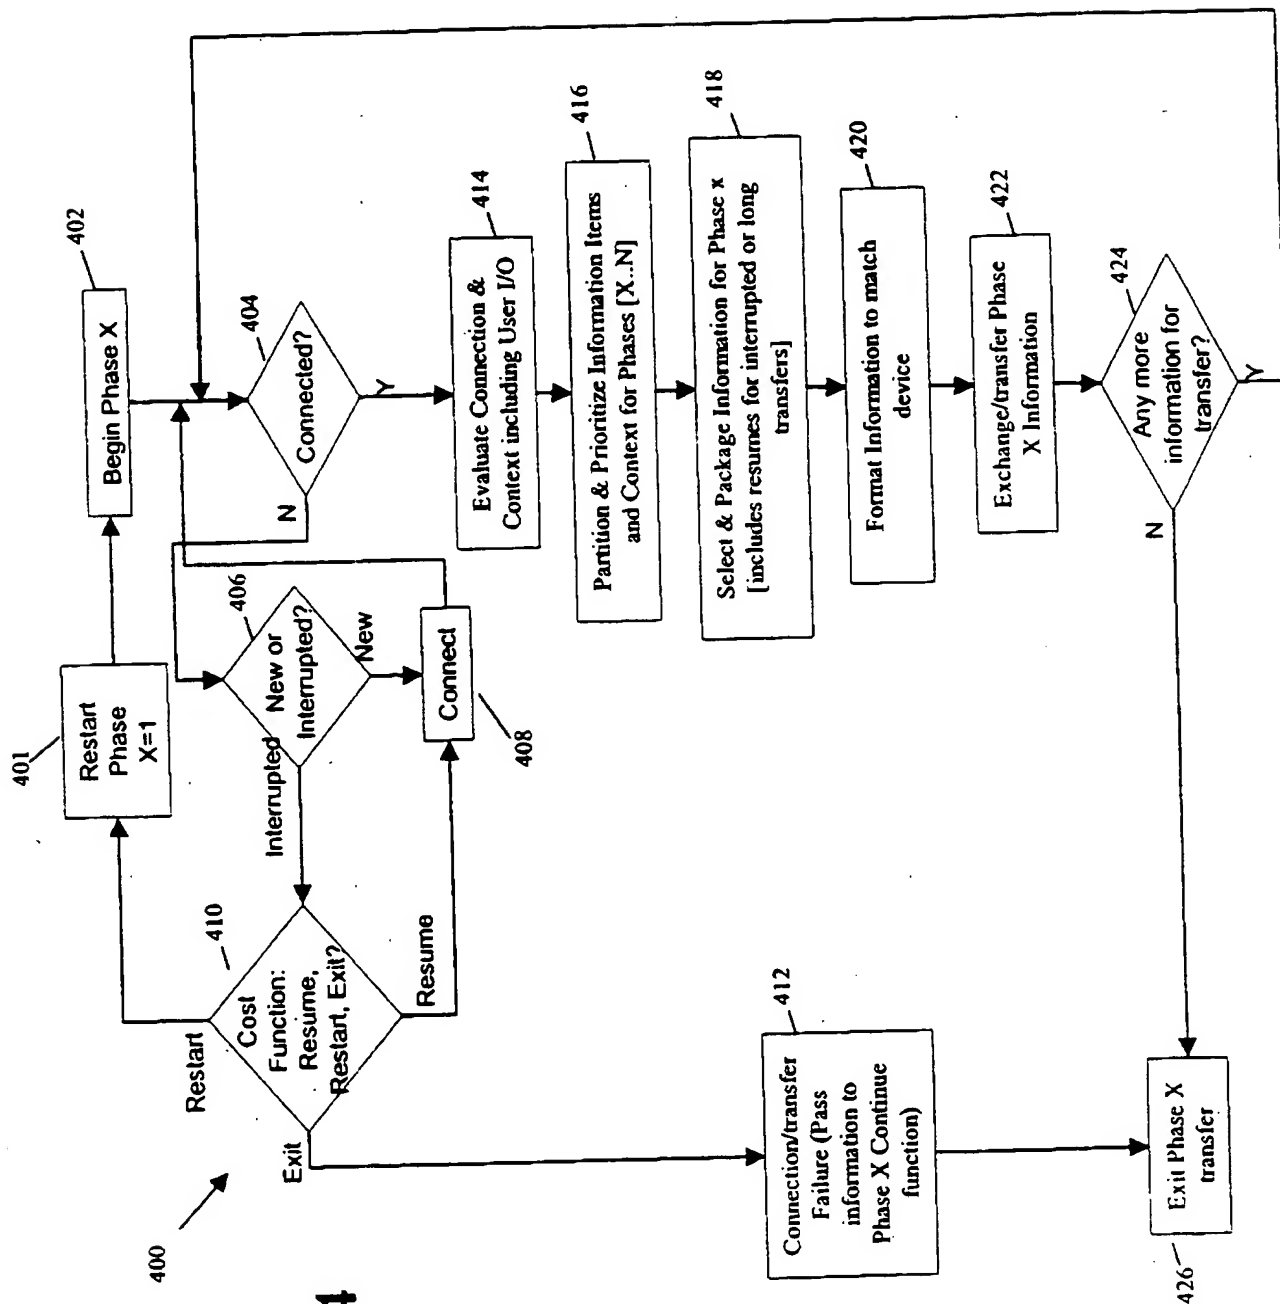 400
401
Restart
Phase
X=1
402
Begin Phase X
404
Connected?
N
Y
406
New or
Interrupted?
New
Interrupted
408
Connect
410
Cost
Function:
Resume,
Restart, Exit?
Restart
Resume
Exit
412
Connection/transfer
Failure (Pass
information to
Phase X Continue
function)
414
Evaluate Connection &
Context including User I/O
416
Partition & Prioritize Information Items
and Context for Phases [X..N]
418
Select & Package Information for Phase x
[includes resumes for interrupted or long
transfers]
420
Format Information to match
device
422
Exchange/transfer Phase
X Information
424
Any more
information for
transfer?
N
Y
Exit Phase X
transfer
426
4